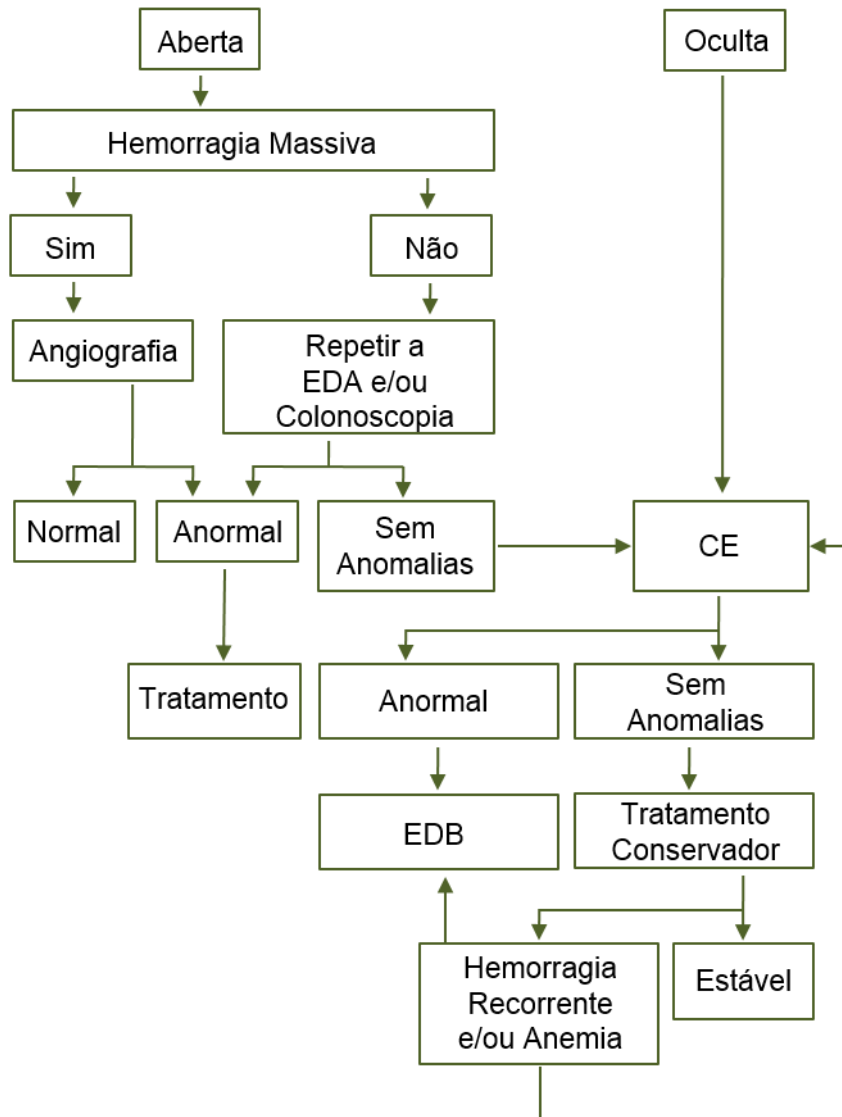 Aberta
Oculta
Hemorragia Massiva
Sim
Não
Angiografia
Repetir a
EDA e/ou
Colonoscopia
Normal
Anormal
Sem
Anomalias
CE
Tratamento
Anormal
Sem
Anomalias
EDB
Tratamento
Conservador
Hemorragia
Recorrente
e/ou Anemia
Estável